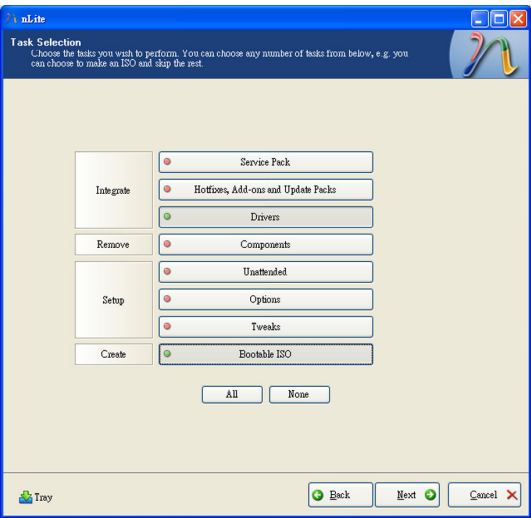 nLite
Task Selection
Choose the tasks you wish to perform. You can choose any number of tasks from below, e.g. you
can choose to make an ISO and skip the rest.
Integrate
Service Pack
Hotfixes, Add-ons and Update Packs
Drivers
Remove
Components
Setup
Unattended
Options
Tweaks
Create
Bootable ISO
All
None
Tray
Back
Next
Cancel